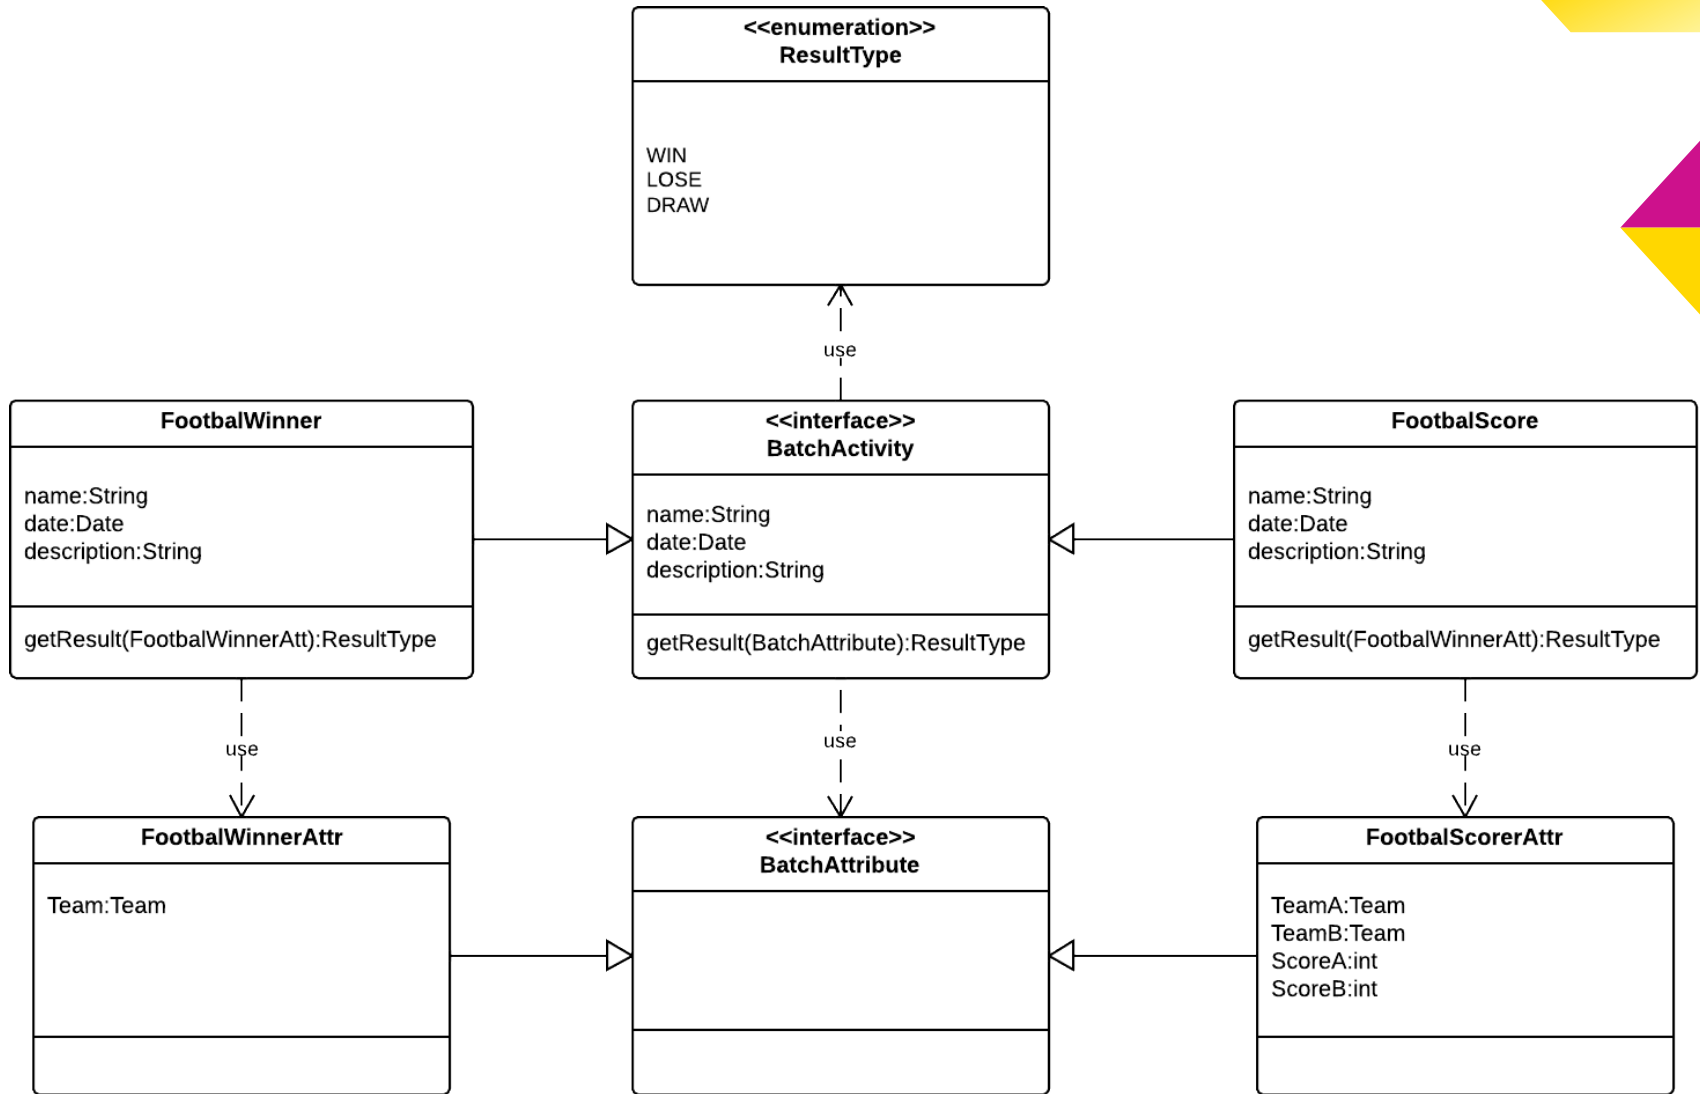 <<enumeration>>
ResultType
WIN
LOSE
DRAW
use
FootbalWinner
name:String
date:Date
description:String
getResult(FootbalWinnerAtt):ResultType
<<interface>>
BatchActivity
name:String
date:Date
description:String
getResult(BatchAttribute):ResultType
FootbalScore
name:String
date:Date
description:String
getResult(FootbalWinnerAtt):ResultType
use
use
use
FootbalWinnerAttr
Team:Team
<<interface>>
BatchAttribute
FootbalScorerAttr
TeamA:Team
TeamB:Team
ScoreA:int
ScoreB:int